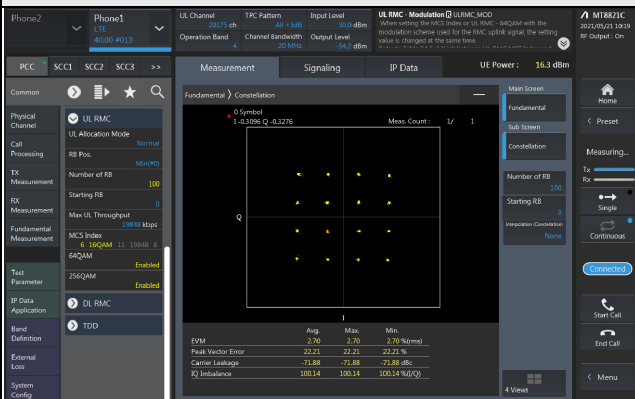 Phone2
Phone1
LTE
40.00 #013
UL Channel
20175 ch
TPC Pattern
All +3dB
Input Level
30.0 dBm
Operation Band
4
Channel Bandwidth
20 MHz
Output Level
-54.2 dBm
UL RMC - Modulation ULRMC_MOD
When setting the MCS Index or UL RMC - 64QAM with the
modulation scheme used for the RMC uplink signal, the setting
value is changed at the same time.
MT8821C
2021/05/21 10:19
RF Output : On
PCC
SCC1
SCC2
SCC3
>>
Measurement
Signaling
IP Data
UE Power :
16.3 dBm
Common
Physical
Channel
Call
Processing
TX
Measurement
RX
Measurement
Fundamental
Measurement
Test
Parameter
IP Data
Application
Band
Definition
External
Loss
System
Config
UL RMC
UL Allocation Mode
Normal
RB Pos.
Min(#0)
Number of RB
100
Starting RB
0
Max UL Throughput
19848 kbps
MCS Index
6 16QAM 11 19848 8
64QAM
Enabled
256QAM
Enabled
DL RMC
TDD
Fundamental 》 Constellation
0 Symbol
I -0.3096 Q -0.3276
Meas. Count : 1/ 1
Q
I
Avg. Max. Min.
EVM 2.70 2.70 2.70 %(rms)
Peak Vector Error 22.21 22.21 22.21 %
Carrier Leakage -71.88 -71.88 -71.88 dBc
IQ Imbalance 100.14 100.14 100.14 %(I/Q)
Main Screen
Fundamental
Sub Screen
Constellation
Number of RB
100
Starting RB
0
Interpolation (Constellation)
None
4 Views
Home
< Preset
Measuring...
Tx
Rx
Single
Continuous
Connected
Start Call
End Call
< Menu